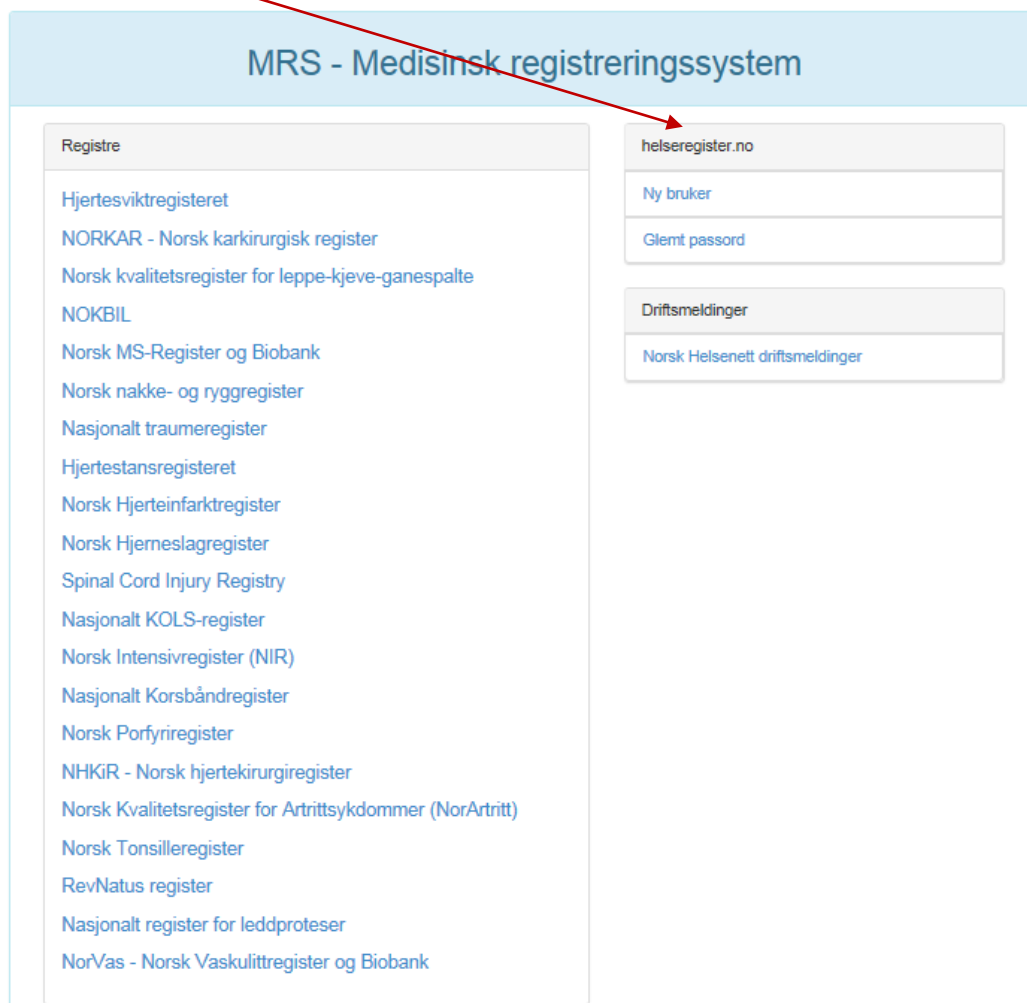 MRS - Medisinsk registreringssystem
Registre
Hjertesviktregisteret
NORKAR - Norsk karkirurgisk register
Norsk kvalitetsregister for leppe-kjeve-ganespalte
NOKBIL
Norsk MS-Register og Biobank
Norsk nakke- og ryggregister
Nasjonalt traumeregister
Hjertestansregisteret
Norsk Hjerteinfarktregister
Norsk Hjerneslagregister
Spinal Cord Injury Registry
Nasjonalt KOLS-register
Norsk Intensivregister (NIR)
Nasjonalt Korsbåndregister
Norsk Porfyriregister
NHKiR - Norsk hjertekirurgiregister
Norsk Kvalitetsregister for Artrittsykdommer (NorArtritt)
Norsk Tonsilleregister
RevNatus register
Nasjonalt register for leddproteser
NorVas - Norsk Vaskulittregister og Biobank
helseregister.no
Ny bruker
Glemt passord
Driftsmeldinger
Norsk Helsenett driftsmeldinger